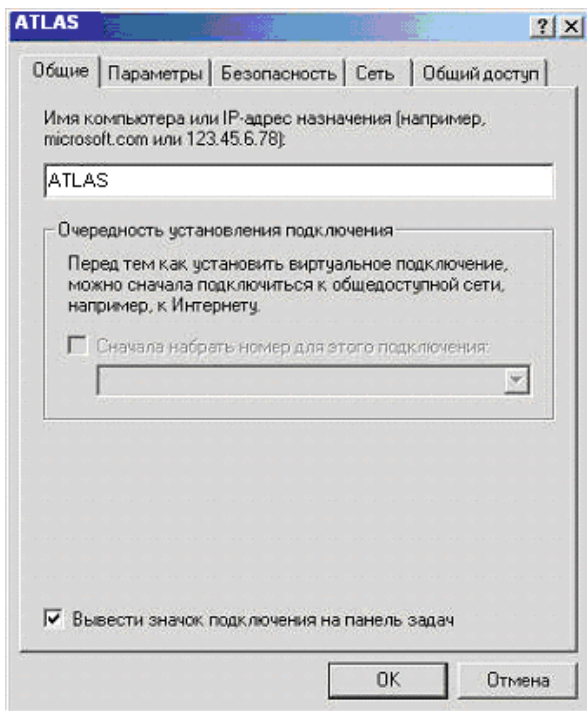 ATLAS
Общие Параметры Безопасность Сеть Общий доступ
Имя компьютера или IP-адрес назначения (например,
microsoft.com или 123.45.6.78):
ATLAS
Очередность установления подключения
Перед тем как установить виртуальное подключение,
можно сначала подключиться к общедоступной сети,
например, к Интернету.
Сначала набрать номер для этого подключения:
Вывести значок подключения на панель задач
OK Отмена